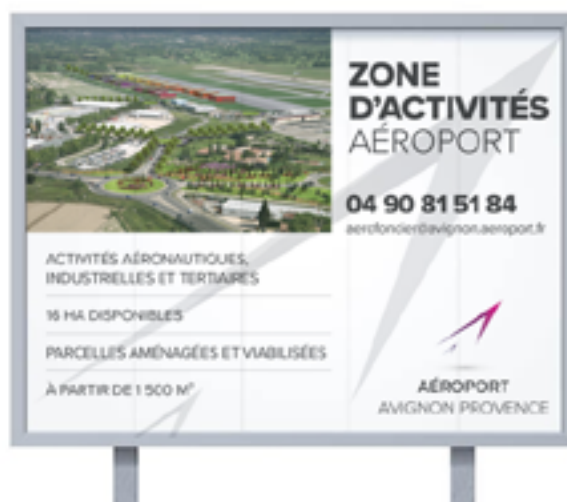 ZONE
D'ACTIVITÉS
AÉROPORT
04 90 81 51 84
aerofoncier@avignon.aeroport.fr
ACTIVITÉS AÉRONAUTIQUES,
INDUSTRIELLES ET TERTIAIRES
16 HA DISPONIBLES
PARCELLES AMÉNAGÉES ET VIABILISÉES
À PARTIR DE 1 500 M²
AÉROPORT
AVIGNON PROVENCE